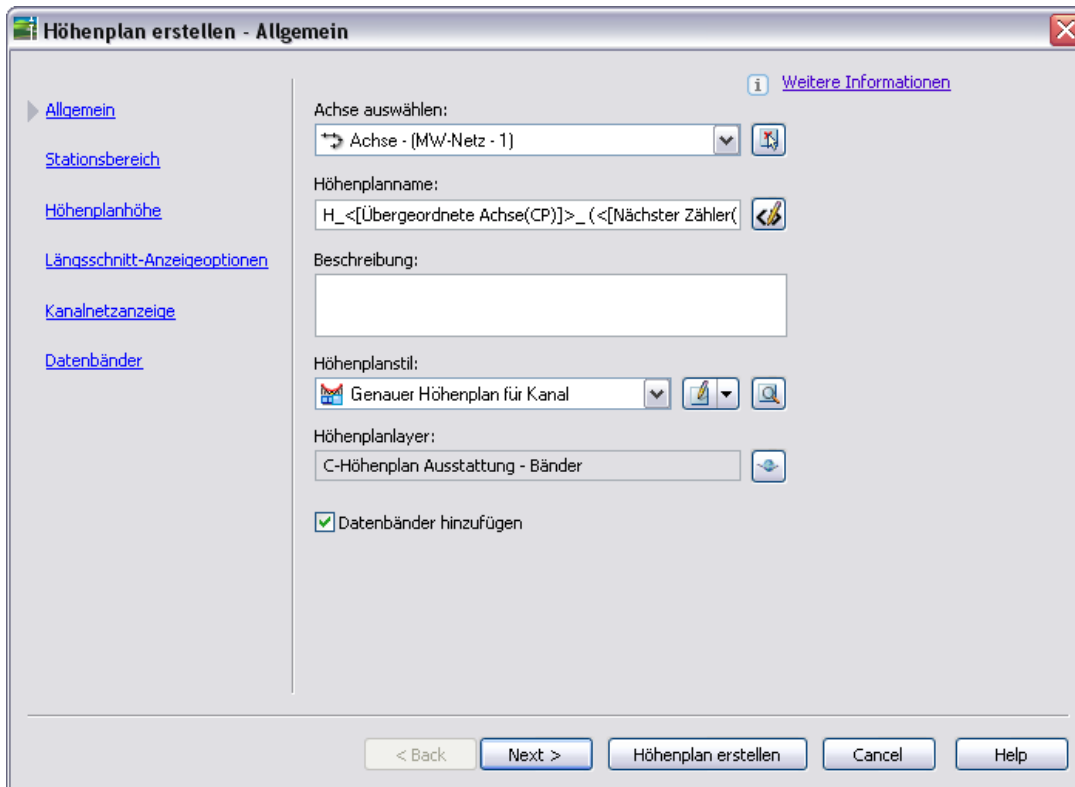 Höhenplan erstellen - Allgemein
Weitere Informationen
Allgemein
Stationsbereich
Höhenplanhöhe
Längsschnitt-Anzeigeoptionen
Kanalnetzanzeige
Datenbänder
Achse auswählen:
Achse - (MW-Netz - 1)
Höhenplanname:
H_<[Übergeordnete Achse(CP)]>_ (<[Nächster Zähler(
Beschreibung:
Höhenplanstil:
Genauer Höhenplan für Kanal
Höhenplanlayer:
C-Höhenplan Ausstattung - Bänder
Datenbänder hinzufügen
< Back
Next >
Höhenplan erstellen
Cancel
Help